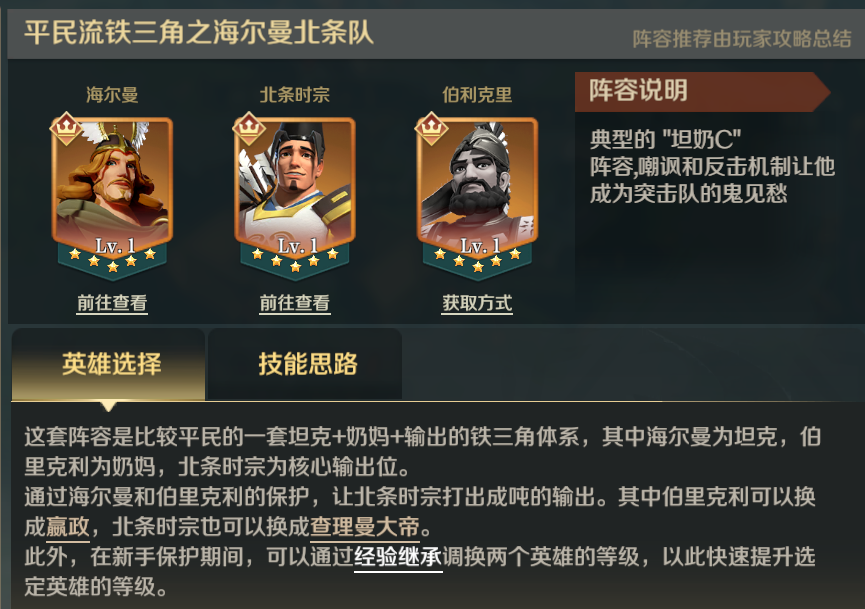 平民流铁三角之海尔曼北条队
阵容推荐由玩家攻略总结
海尔曼
北条时宗
伯利克里
Lv. 1
Lv. 1
Lv. 1
前往查看
前往查看
获取方式
阵容说明
典型的 "坦奶C"
阵容,嘲讽和反击机制让他
成为突击队的鬼见愁
英雄选择
技能思路
这套阵容是比较平民的一套坦克+奶妈+输出的铁三角体系，其中海尔曼为坦克，伯
里克利为奶妈，北条时宗为核心输出位。
通过海尔曼和伯里克利的保护，让北条时宗打出成吨的输出。其中伯里克利可以换
成嬴政，北条时宗也可以换成查理曼大帝。
此外，在新手保护期间，可以通过经验继承调换两个英雄的等级，以此快速提升选
定英雄的等级。